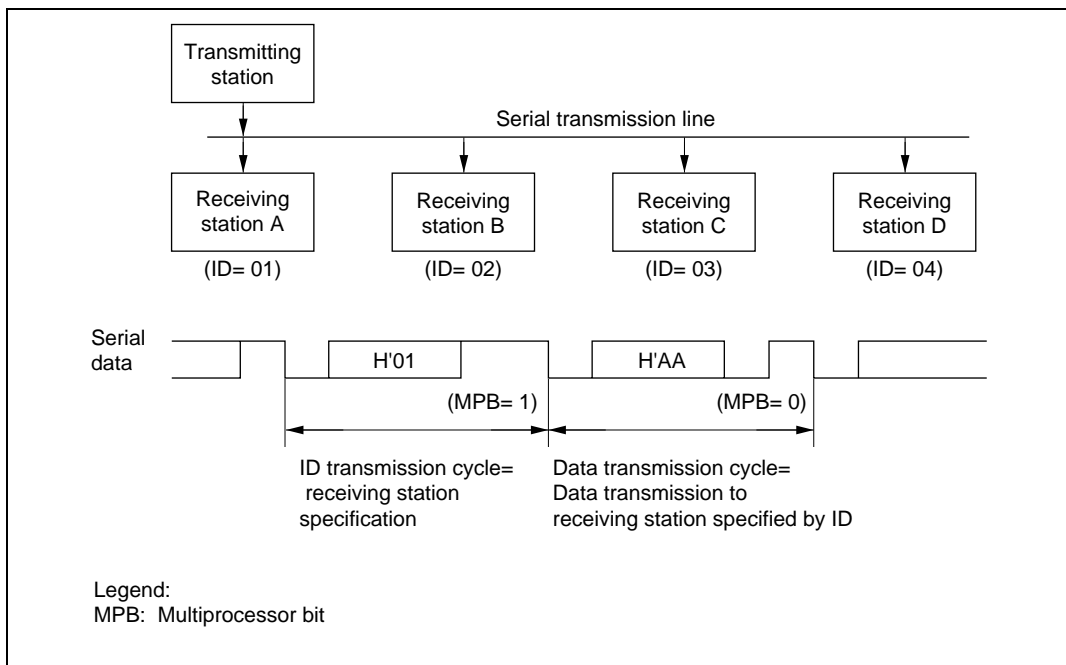 Transmitting
station
Serial transmission line
Receiving
station A
Receiving
station B
Receiving
station C
Receiving
station D
(ID= 01)
(ID= 02)
(ID= 03)
(ID= 04)
Serial
data
H'01
H'AA
(MPB= 1)
(MPB= 0)
ID transmission cycle=
receiving station
specification
Data transmission cycle=
Data transmission to
receiving station specified by ID
Legend:
MPB: Multiprocessor bit